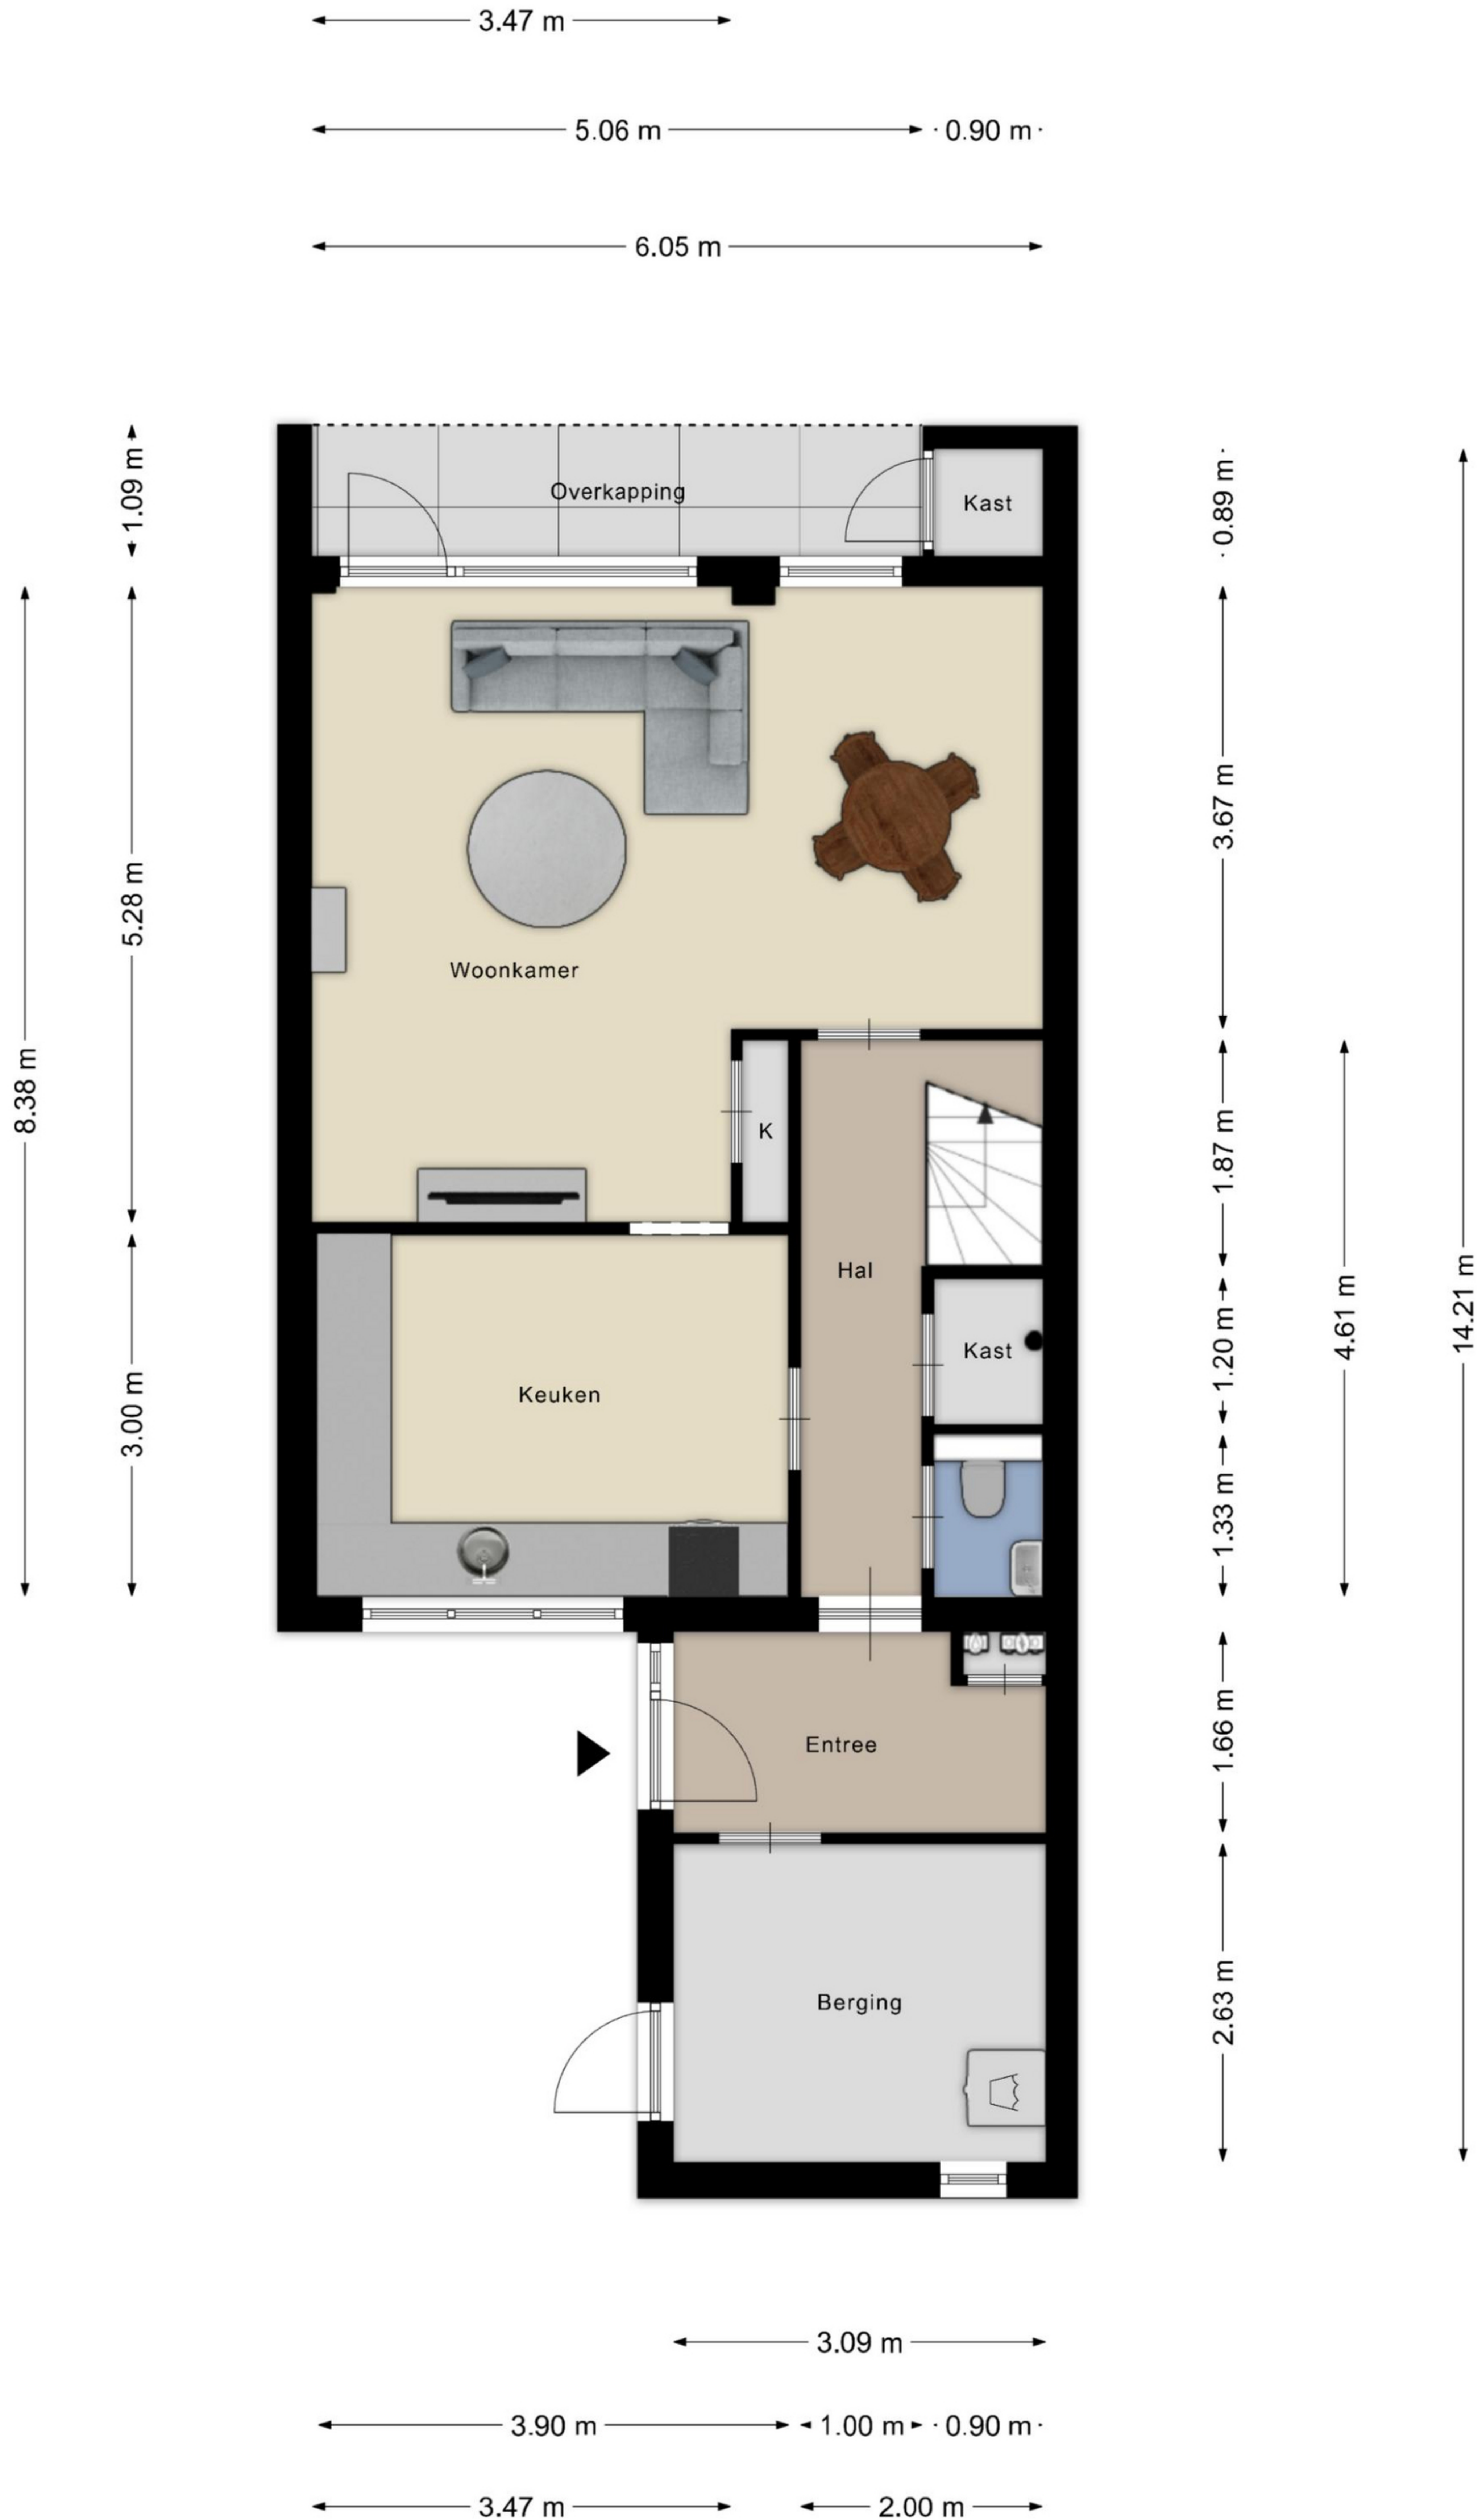 3.47 m
5.06 m
0.90 m
6.05 m
1.09 m
Overkapping
Kast
0.89 m
3.67 m
5.28 m
Woonkamer
8.38 m
K
1.87 m
Hal
14.21 m
4.61 m
Kast
1.20 m
Keuken
3.00 m
1.33 m
Entree
1.66 m
Berging
2.63 m
3.09 m
3.90 m
1.00 m
0.90 m
3.47 m
2.00 m